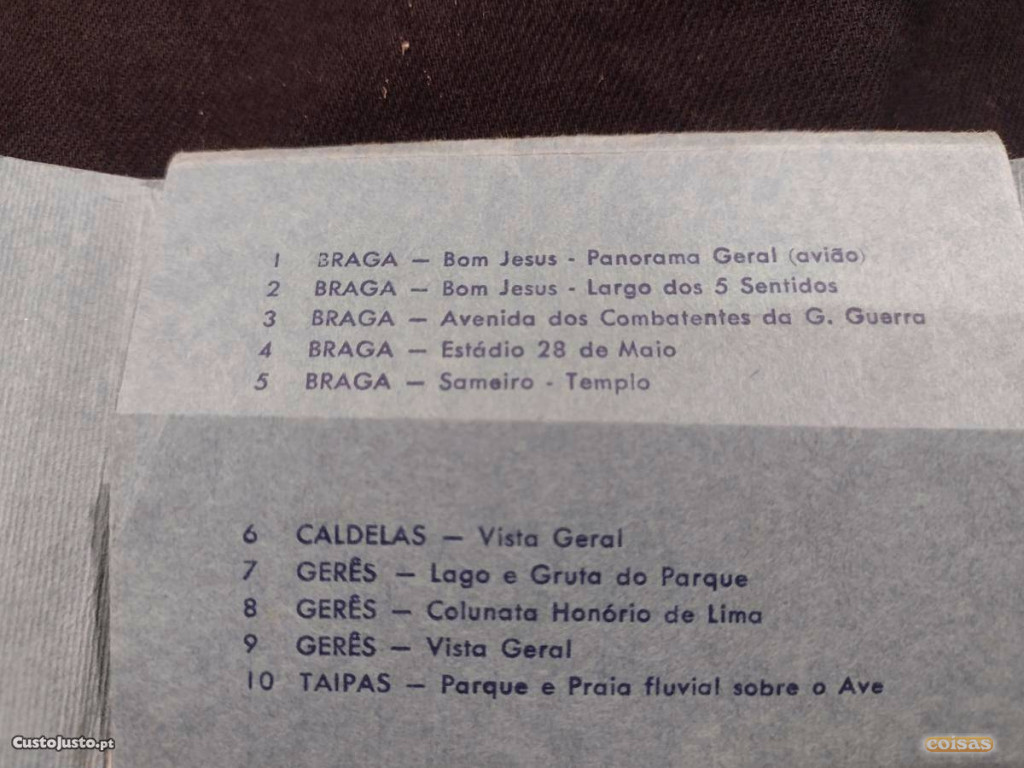 1 BRAGA — Bom Jesus - Panorama Geral (avião)
2 BRAGA — Bom Jesus - Largo dos 5 Sentidos
3 BRAGA — Avenida dos Combatentes da G. Guerra
4 BRAGA — Estádio 28 de Maio
5 BRAGA — Sameiro - Templo
6 CALDELAS — Vista Geral
7 GERÊS — Lago e Gruta do Parque
8 GERÊS — Colunata Honório de Lima
9 GERÊS — Vista Geral
10 TAIPAS — Parque e Praia fluvial sobre o Ave
CustoJusto.pt
coisas